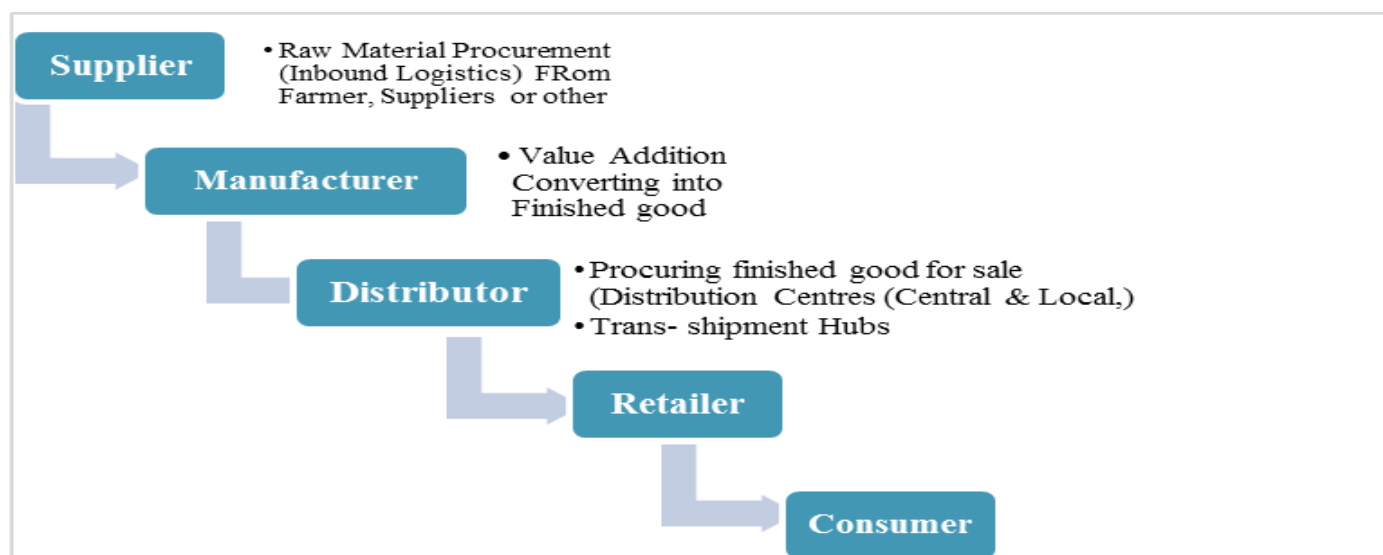 Supplier
• Raw Material Procurement
(Inbound Logistics) FRom
Farmer, Suppliers or other
Manufacturer
• Value Addition
Converting into
Finished good
Distributor
• Procuring finished good for sale
(Distribution Centres (Central & Local,)
• Trans- shipment Hubs
Retailer
Consumer